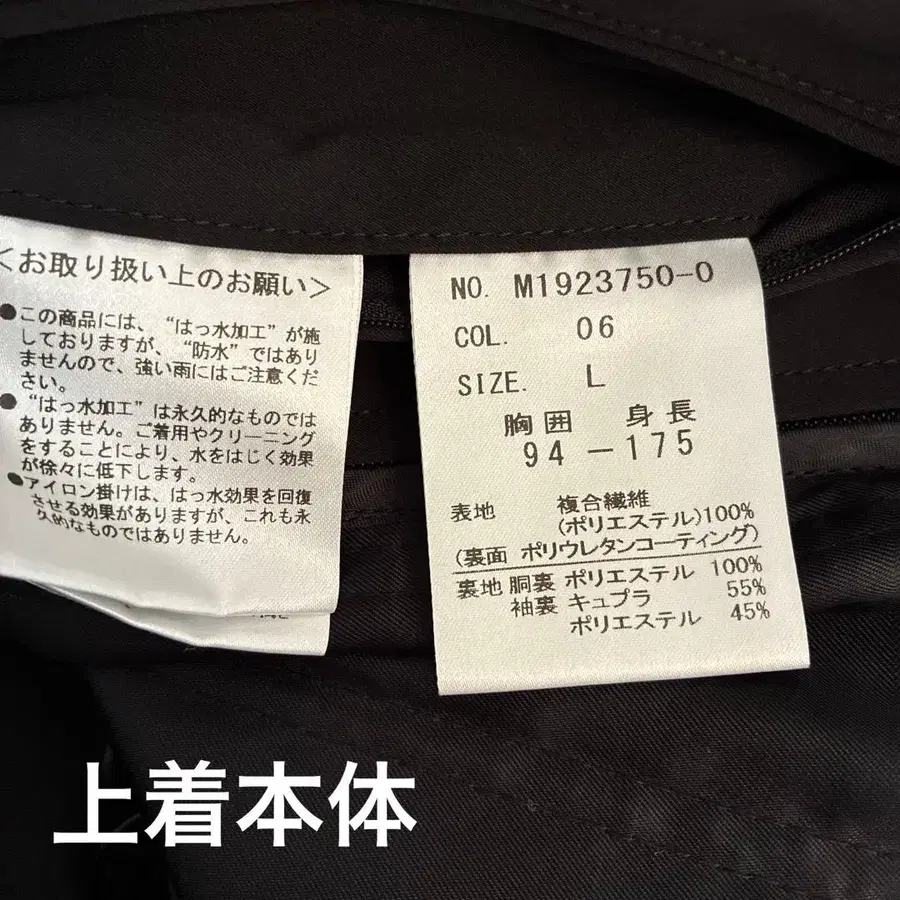 <お取り扱い上のお願い>
●この商品には、“はっ水加工”が施
しておりますが、“防水”ではあり
ませんので、強い雨にはご注意くだ
さい。
●“はっ水加工”は永久的なものでは
ありません。ご着用やクリーニング
をすることにより、水をはじく効果
が徐々に低下します。
●アイロン掛けは、はっ水効果を回復
させる効果がありますが、これも永
久的なものではありません。
NO. M1923750-0
COL. 06
SIZE. L
胸囲 身長
94 -175
表地 複合繊維
(ポリエステル)100%
(裏面 ポリウレタンコーティング)
裏地 胴裏 ポリエステル 100%
袖裏 キュプラ 55%
ポリエステル 45%
上着本体